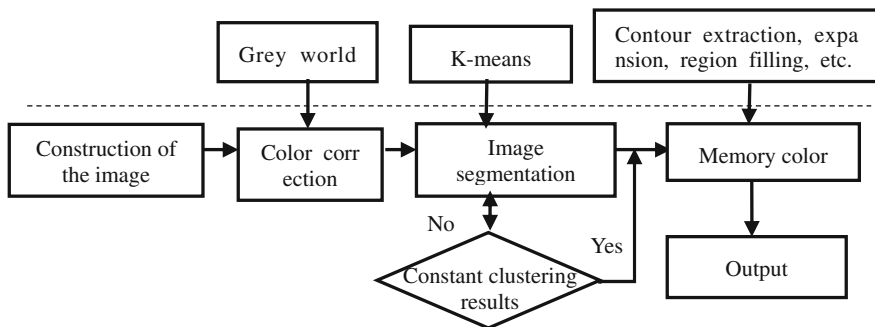 Grey world
K-means
Contour extraction, expa
nsion, region filling, etc.
Construction of
the image
Color corr
ection
Image
segmentation
Memory color
No
Yes
Constant clustering
results
Output